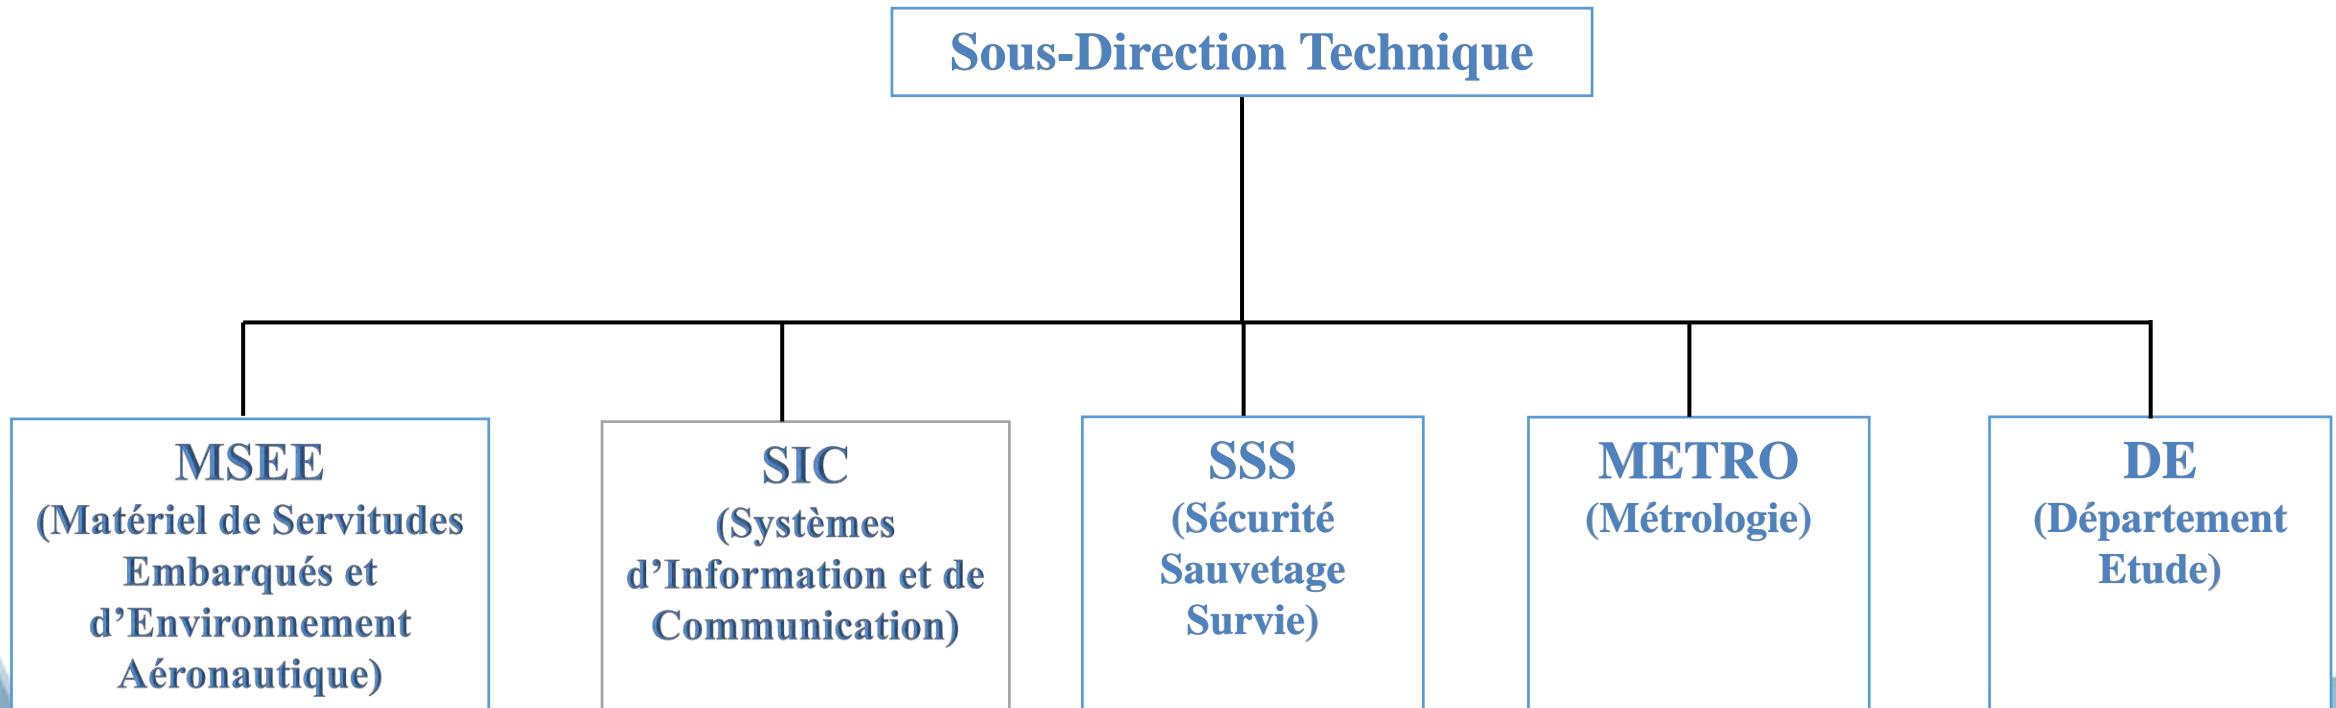 Sous-Direction Technique
MSEE
(Matériel de Servitudes
Embarqués et
d’Environnement
Aéronautique)
SIC
(Systèmes
d’Information et de
Communication)
SSS
(Sécurité
Sauvetage
Survie)
METRO
(Métrologie)
DE
(Département
Etude)